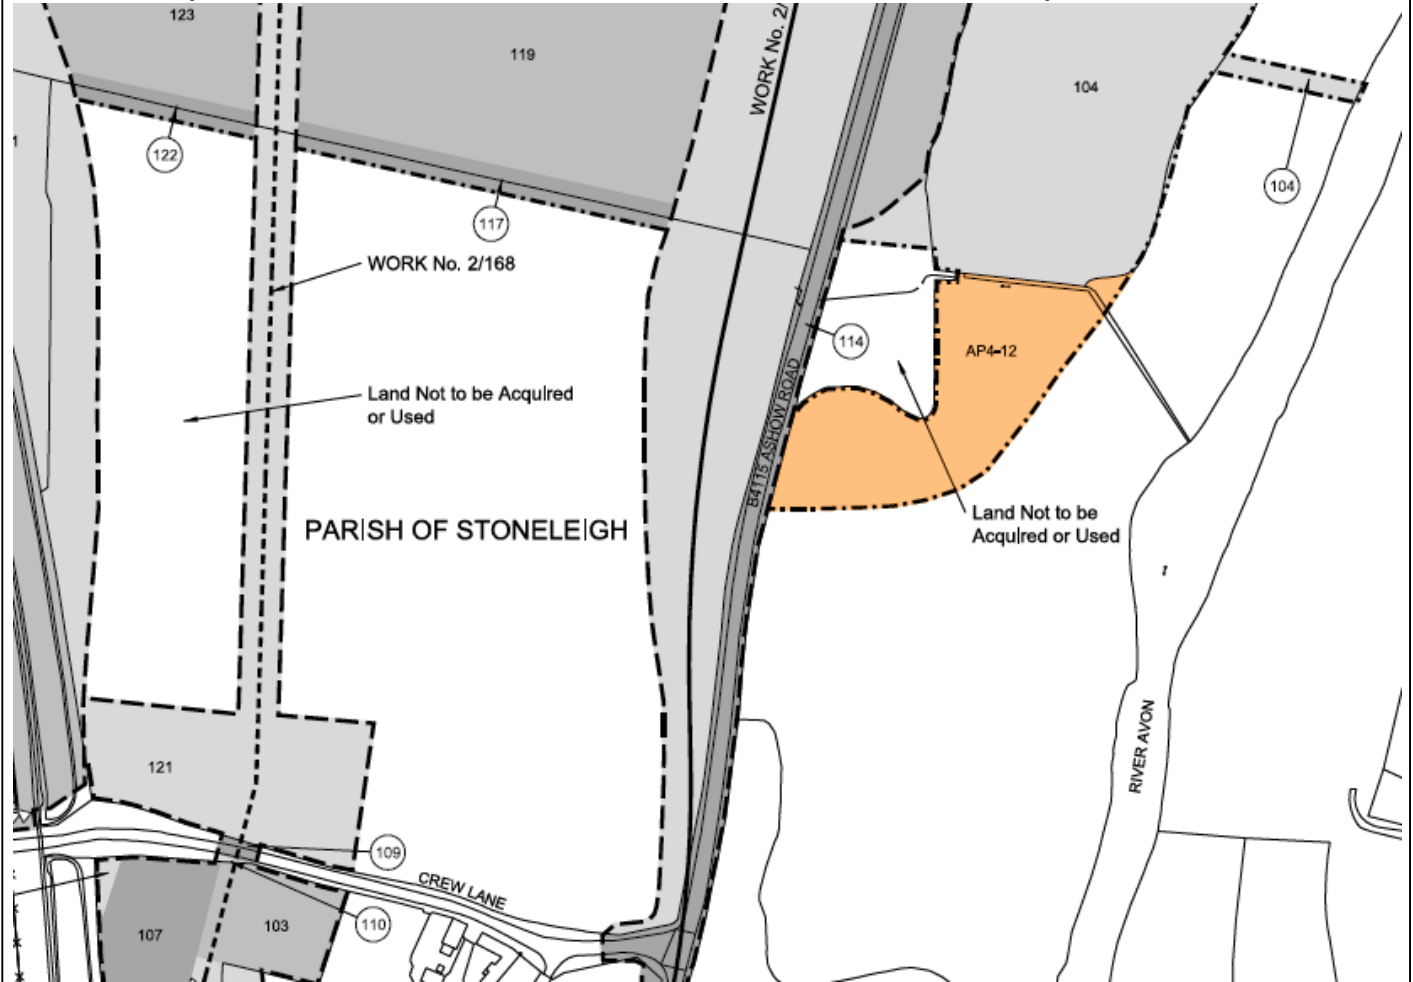 123
119
WORK No. 2/
104
122
117
104
WORK No. 2/168
114
AP4-12
Land Not to be Acquired
or Used
B4115 ASHOW ROAD
PARISH OF STONELEIGH
Land Not to be
Acquired or Used
RIVER AVON
121
109
CREW LANE
110
103
107